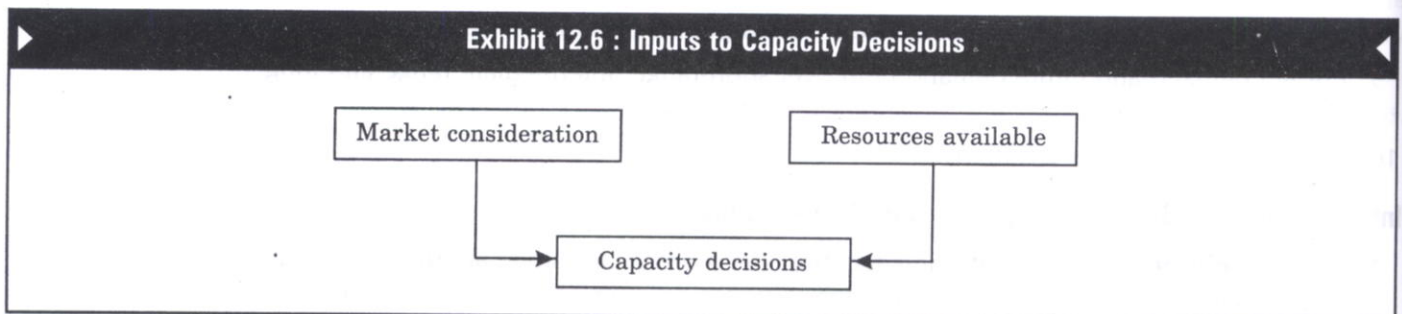 Exhibit 12.6 : Inputs to Capacity Decisions
Market consideration
Resources available
Capacity decisions